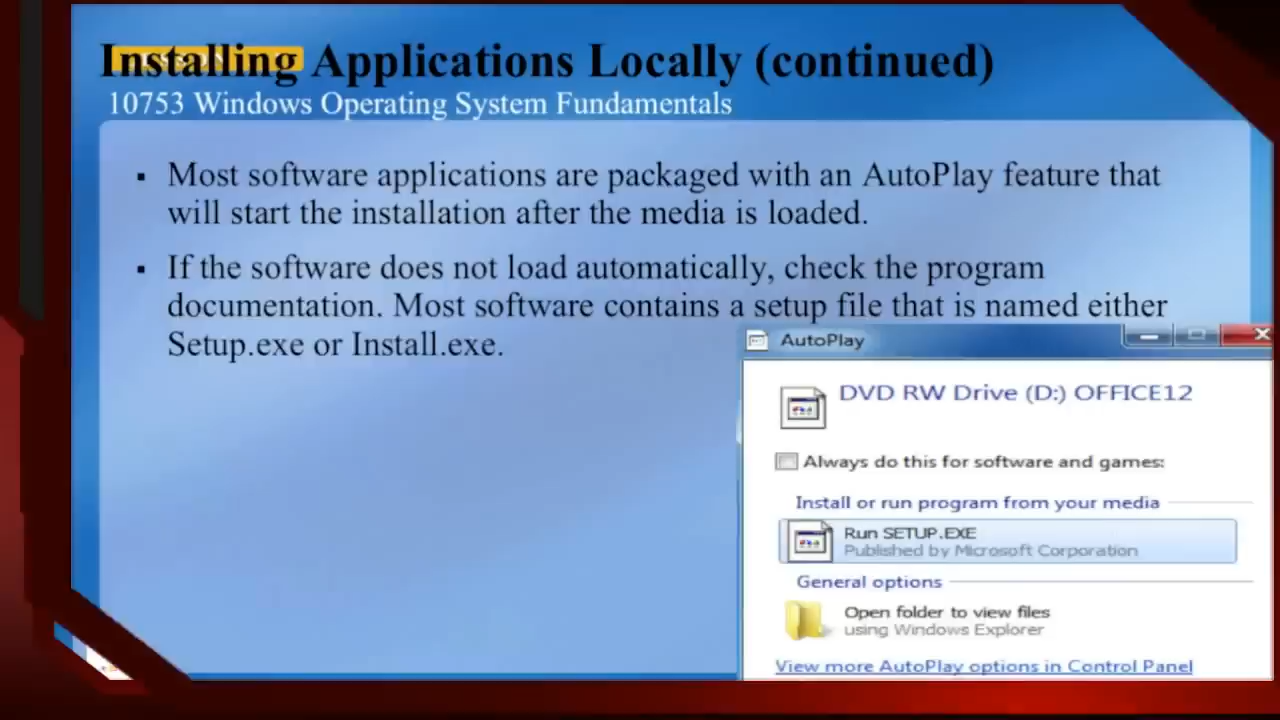 Installing Applications Locally (continued)
10753 Windows Operating System Fundamentals
▪ Most software applications are packaged with an AutoPlay feature that
will start the installation after the media is loaded.
▪ If the software does not load automatically, check the program
documentation. Most software contains a setup file that is named either
Setup.exe or Install.exe.
AutoPlay
DVD RW Drive (D:) OFFICE12
Always do this for software and games:
Install or run program from your media
Run SETUP.EXE
Published by Microsoft Corporation
General options
Open folder to view files
using Windows Explorer
View more AutoPlay options in Control Panel